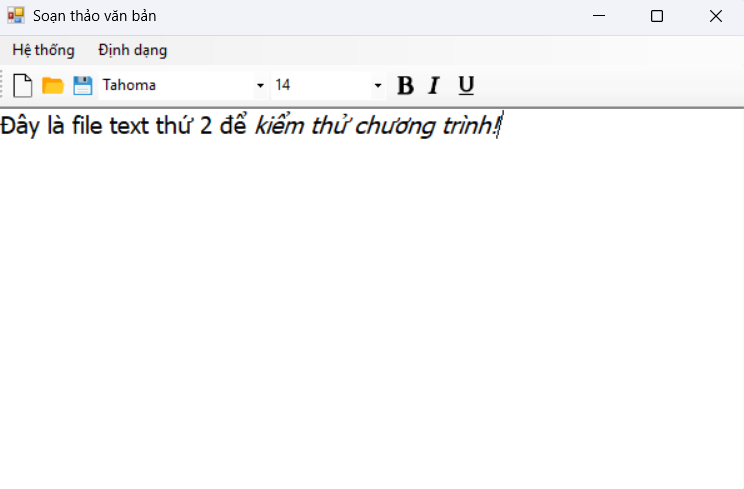 Soạn thảo văn bản
Hệ thống Định dạng
Tahoma 14 B I U
Đây là file text thứ 2 để kiểm thử chương trình!